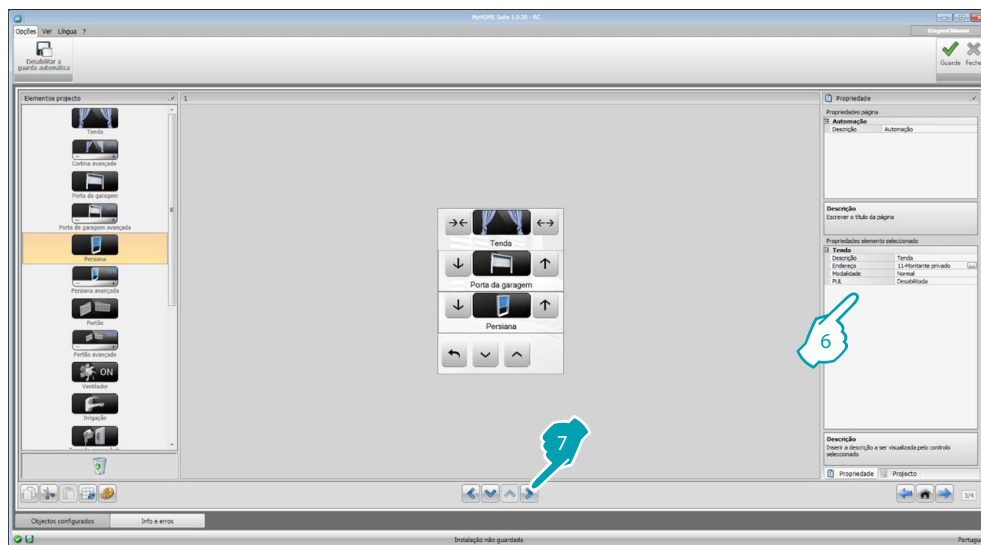 MyHOME Suite 1.0.30 - RC
Opções Ver Língua ?
Desabilitar a
guarda automática
Guarde Feche
Elementos projecto
1
Propriedade
Tenda
Cortina avançada
Porta da garagem
Porta de garagem avançada
Persiana
Persiana avançada
Portão
Portão avançado
ON
Ventilador
Irrigação
Propriedades página
Automação
Descrição Automação
Descrição
Escrever o título da página
Propriedades elemento seleccionado
Tenda
Descrição Tenda
Endereço 11-Montante privado ...
Modalidade Normal
PUL Desabilitada
Tenda
Porta da garagem
Persiana
6
7
Descrição
Inserir a descrição a ser visualizada pelo controlo
seleccionado
Propriedade Projecto
3/4
Objectos configurados Info e erros
Instalação não guardada
Portugu